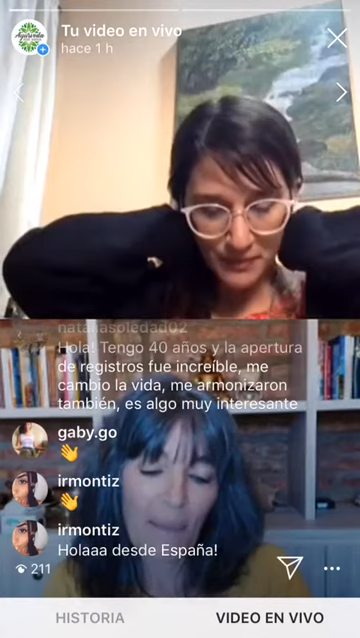 Tu video en vivo
hace 1 h
Ayurveda
nataliasoledad02
Hola! Tengo 40 años y la apertura
de registros fue increíble, me
cambio la vida, me armonizaron
también, es algo muy interesante
gaby.go
irmontiz
irmontiz
Holaaa desde España!
211
HISTORIA
VIDEO EN VIVO